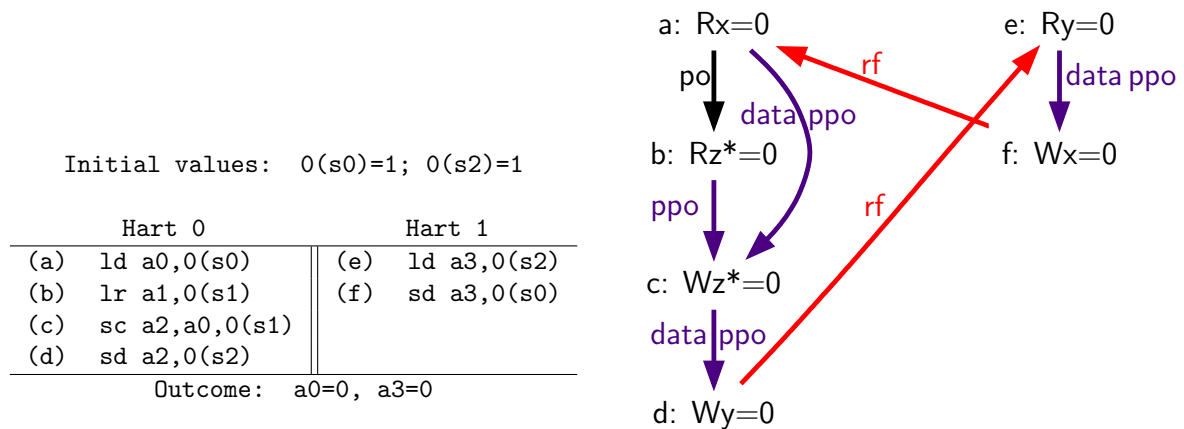 Initial values: 0(s0)=1; 0(s2)=1
Hart 0 Hart 1
(a) ld a0,0(s0) (e) ld a3,0(s2)
(b) lr a1,0(s1) (f) sd a3,0(s0)
(c) sc a2,a0,0(s1)
(d) sd a2,0(s2)
Outcome: a0=0, a3=0
a: Rx=0 e: Ry=0
po rf data ppo
data ppo
b: Rz*=0 f: Wx=0
ppo rf
c: Wz*=0
data ppo
d: Wy=0